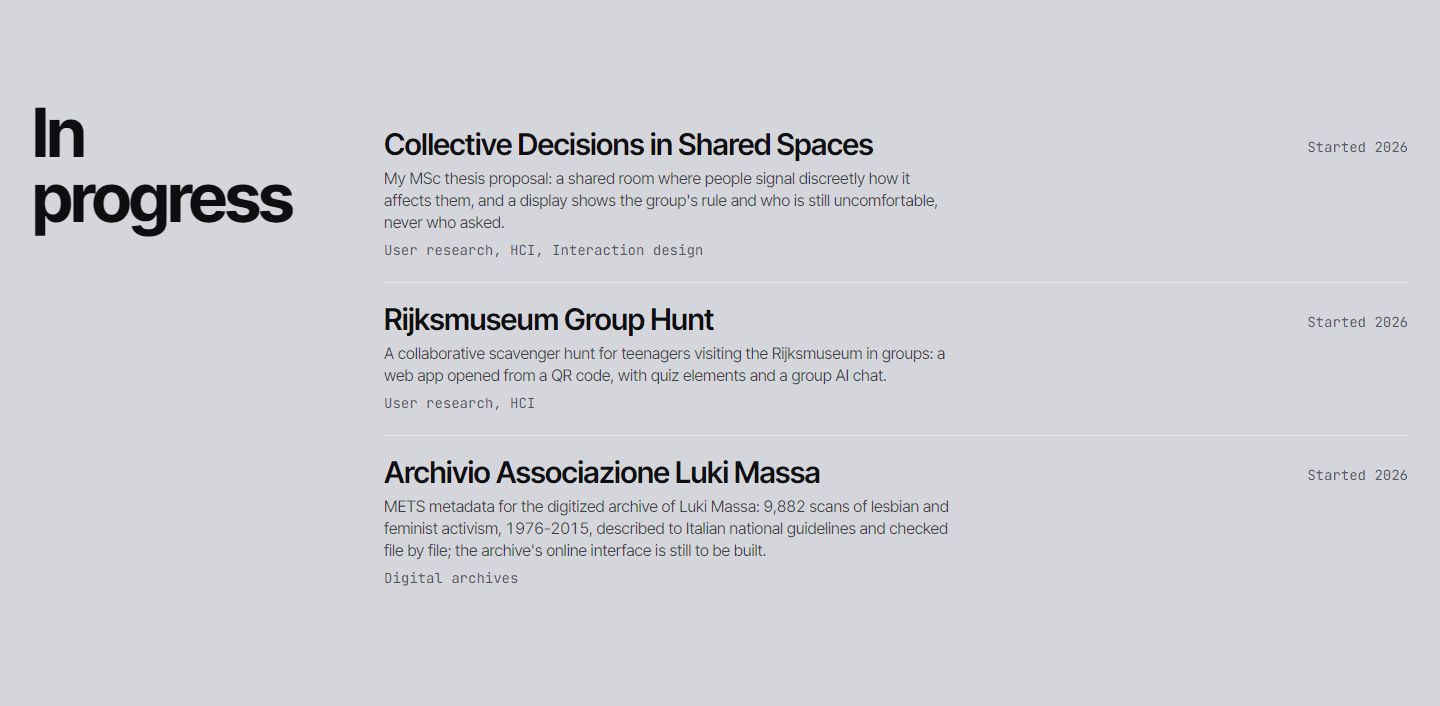 In
progress
Collective Decisions in Shared Spaces
Started 2026
My MSc thesis proposal: a shared room where people signal discreetly how it
affects them, and a display shows the group's rule and who is still uncomfortable,
never who asked.
User research, HCI, Interaction design
Rijksmuseum Group Hunt
Started 2026
A collaborative scavenger hunt for teenagers visiting the Rijksmuseum in groups: a
web app opened from a QR code, with quiz elements and a group AI chat.
User research, HCI
Archivio Associazione Luki Massa
Started 2026
METS metadata for the digitized archive of Luki Massa: 9,882 scans of lesbian and
feminist activism, 1976-2015, described to Italian national guidelines and checked
file by file; the archive's online interface is still to be built.
Digital archives